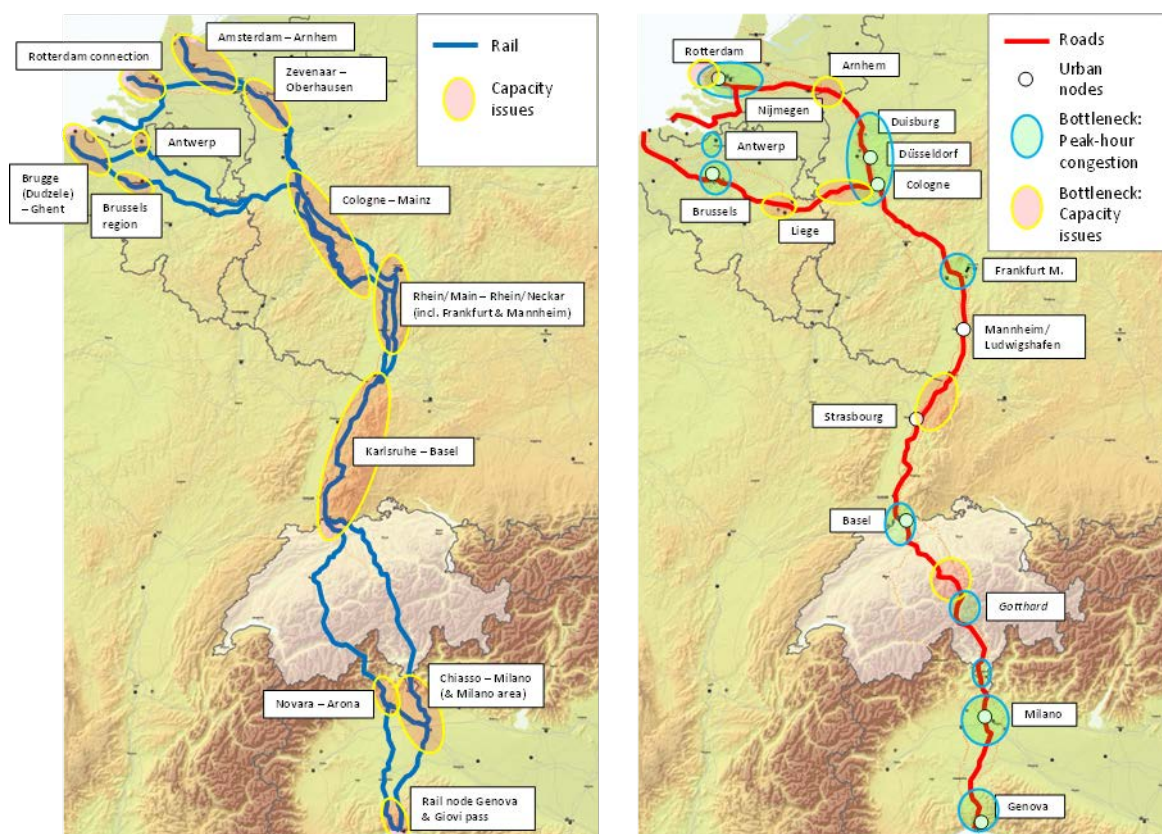 Amsterdam – Arnhem
Rotterdam connection
Zevenaar –
Oberhausen
Antwerp
Brugge
(Dudzele)
– Ghent
Brussels
region
Cologne – Mainz
Rhein/Main – Rhein/Neckar
(incl. Frankfurt & Mannheim)
Karlsruhe – Basel
Chiasso – Milano
(& Milano area)
Novara – Arona
Rail node Genova
& Giovi pass
Rail
Capacity
issues
Rotterdam
Arnhem
Nijmegen
Duisburg
Antwerp
Düsseldorf
Cologne
Brussels
Liege
Frankfurt M.
Mannheim/
Ludwigshafen
Strasbourg
Basel
Gotthard
Milano
Genova
Roads
Urban
nodes
Bottleneck:
Peak-hour
congestion
Bottleneck:
Capacity
issues